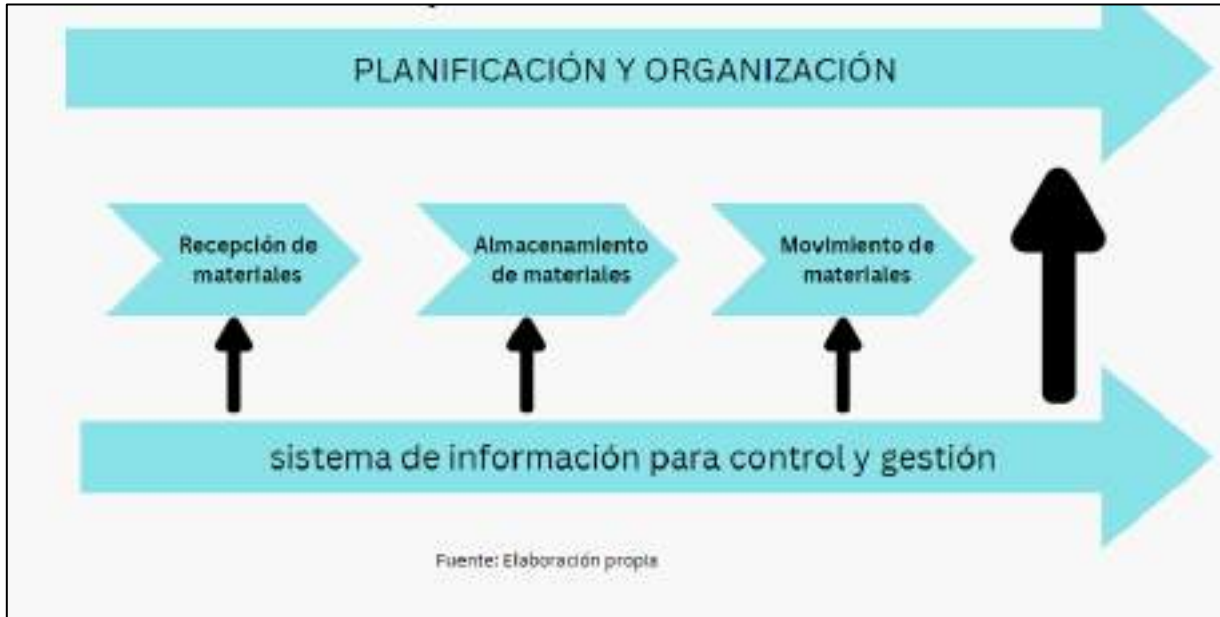 PLANIFICACIÓN Y ORGANIZACIÓN
Recepción de
materiales
Almacenamiento
de materiales
Movimiento de
materiales
sistema de información para control y gestión
Fuente: Elaboración propia